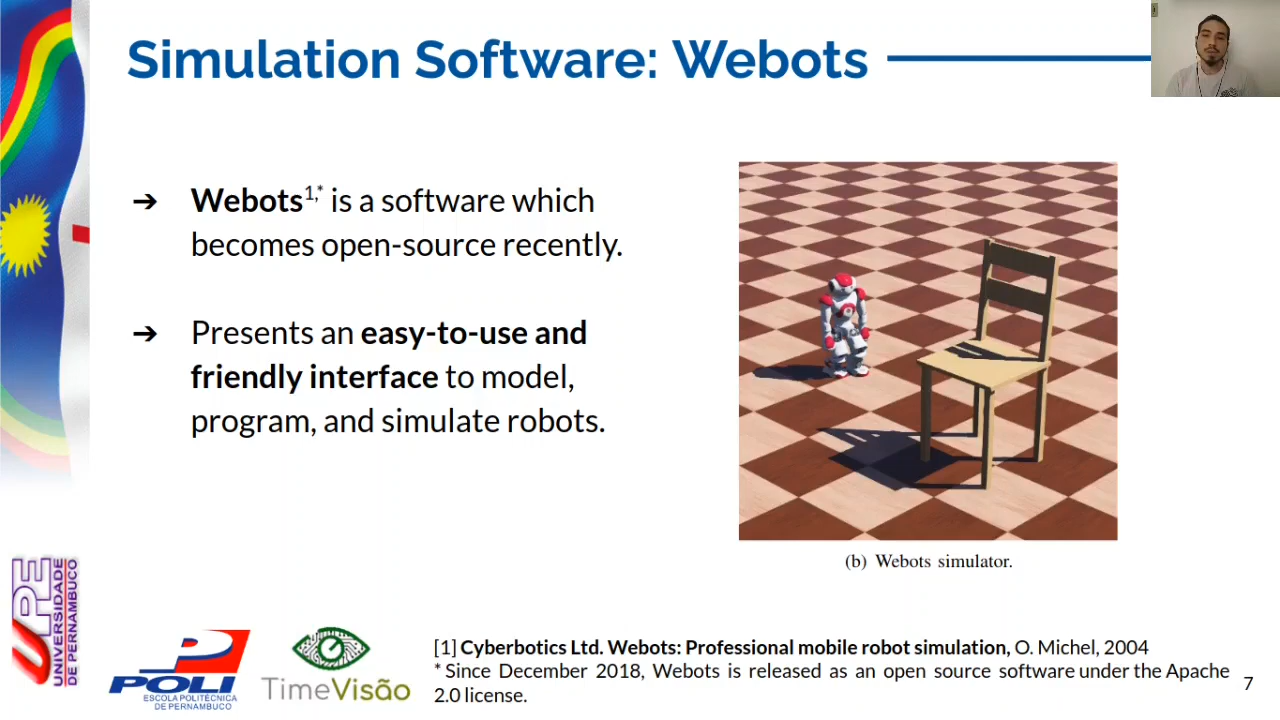 Simulation Software: Webots
➔ Webots1,* is a software which
becomes open-source recently.
➔ Presents an easy-to-use and
friendly interface to model,
program, and simulate robots.
(b) Webots simulator.
UPE
UNIVERSIDADE
DE PERNAMBUCO
POLI
ESCOLA POLITÉCNICA
DE PERNAMBUCO
TimeVisão
[1] Cyberbotics Ltd. Webots: Professional mobile robot simulation, O. Michel, 2004
* Since December 2018, Webots is released as an open source software under the Apache
2.0 license.
7